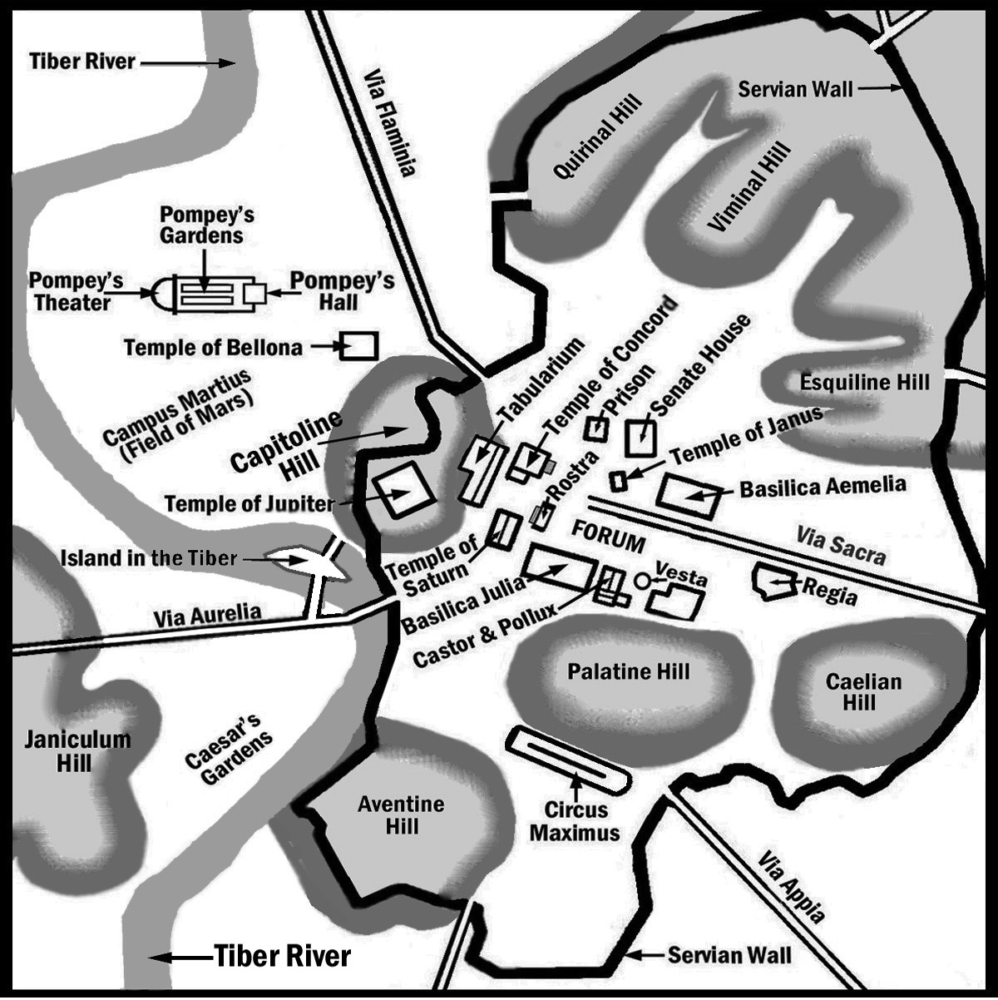 Tiber River
Via Flaminia
Quirinal Hill
Servian Wall
Viminal Hill
Pompey's
Gardens
Pompey's
Theater
Pompey's
Hall
Temple of Bellona
Campus Martius
(Field of Mars)
Capitoline
Hill
Tabularium
Temple of Concord
Prison
Senate House
Esquiline Hill
Temple of Janus
Basilica Aemelia
Rostra
Temple of Jupiter
FORUM
Via Sacra
Island in the Tiber
Temple of
Saturn
Basilica Julia
Castor & Pollux
Vesta
Regia
Via Aurelia
Palatine Hill
Caelian
Hill
Janiculum
Hill
Caesar's
Gardens
Aventine
Hill
Circus
Maximus
Via Appia
Tiber River
Servian Wall